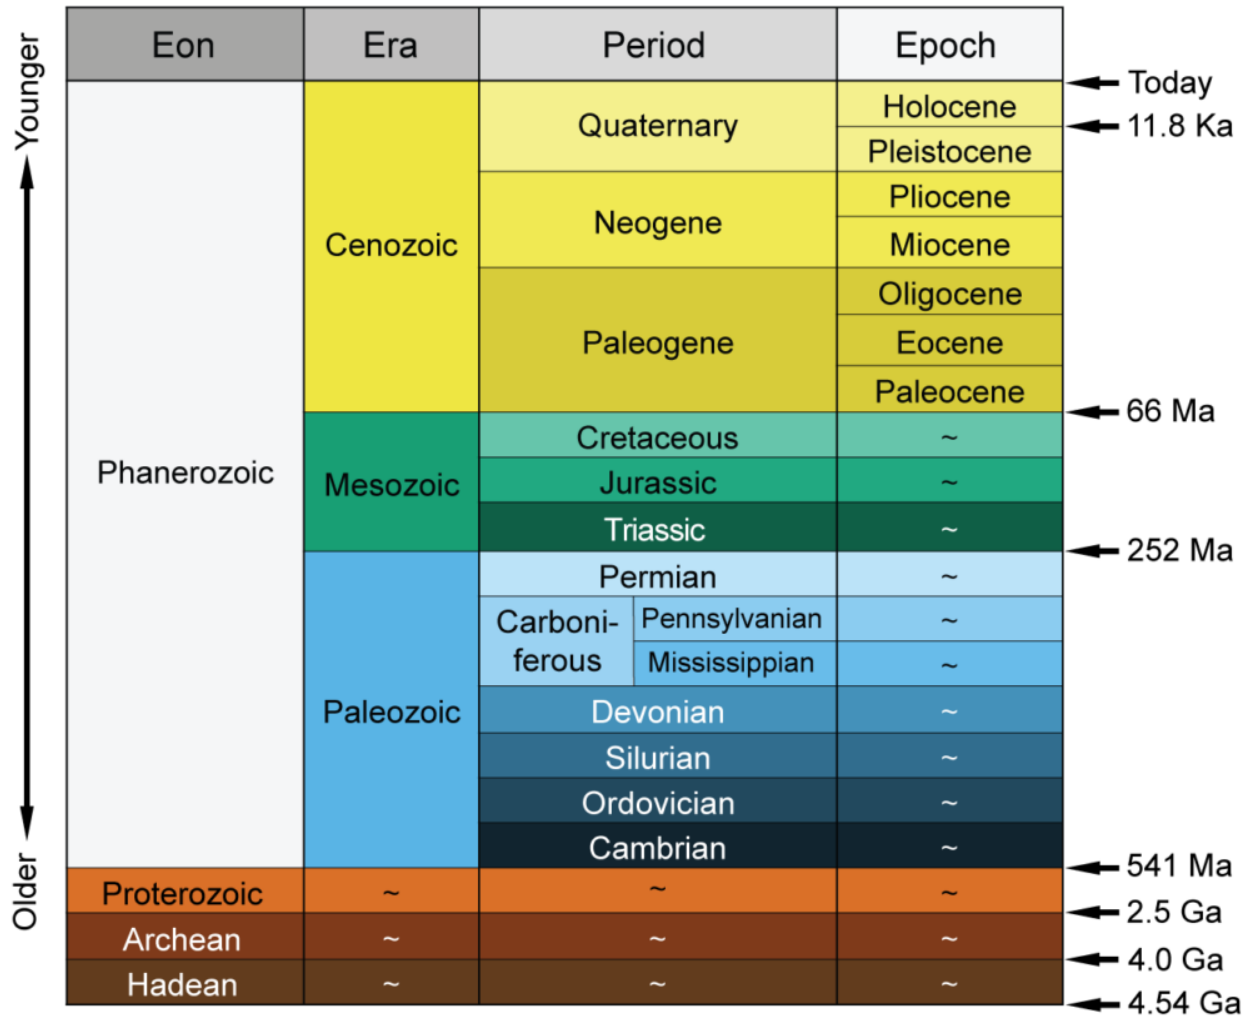 Eon Era Period Epoch
Younger
Today
Holocene
Quaternary
11.8 Ka
Pleistocene
Pliocene
Neogene
Cenozoic
Miocene
Oligocene
Paleogene
Eocene
Paleocene
66 Ma
Cretaceous ~
Phanerozoic
Mesozoic
Jurassic ~
Triassic ~
252 Ma
Permian ~
Carboni-
ferous
Pennsylvanian ~
Mississippian ~
Paleozoic
Devonian ~
Silurian ~
Ordovician ~
Cambrian ~
541 Ma
Older
Proterozoic ~ ~ ~
2.5 Ga
Archean ~ ~ ~
4.0 Ga
Hadean ~ ~ ~
4.54 Ga